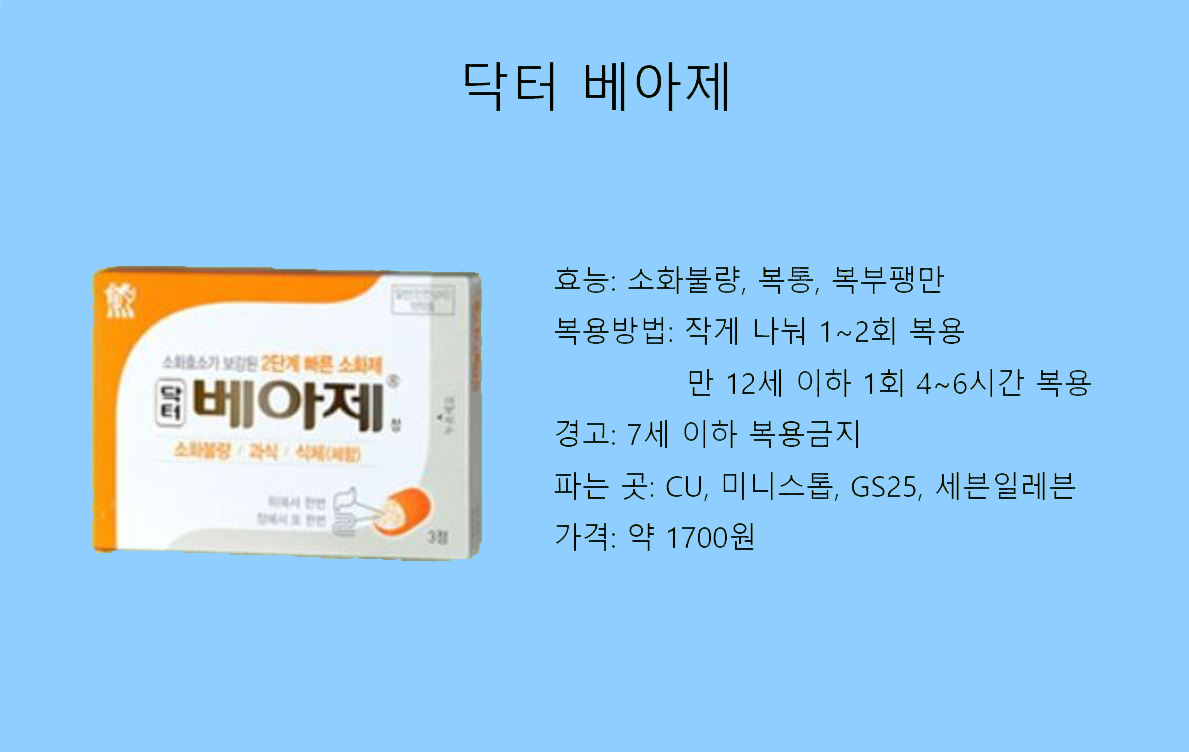 닥터 베아제
소화효소가 보강된 2단계 빠른 소화제
닥터 베아제® 정
소화불량 / 과식 / 식체(체함)
위에서 한번
장에서 또 한번
3정
효능: 소화불량, 복통, 복부팽만
복용방법: 작게 나눠 1~2회 복용
만 12세 이하 1회 4~6시간 복용
경고: 7세 이하 복용금지
파는 곳: CU, 미니스톱, GS25, 세븐일레븐
가격: 약 1700원